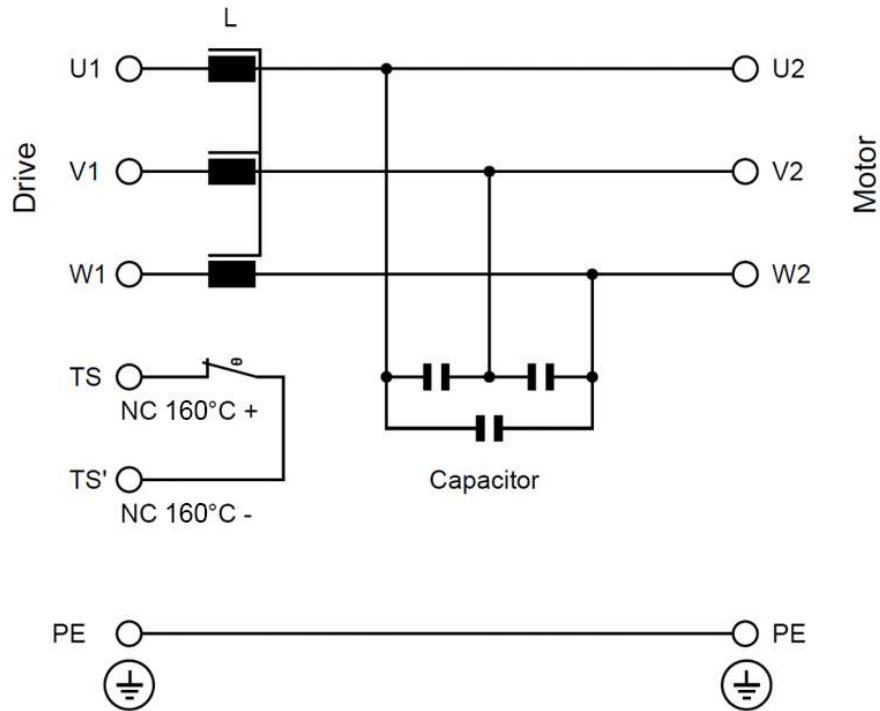 L
U1
U2
Drive
V1
V2
Motor
W1
W2
TS
θ
NC 160°C +
TS'
Capacitor
NC 160°C -
PE
PE